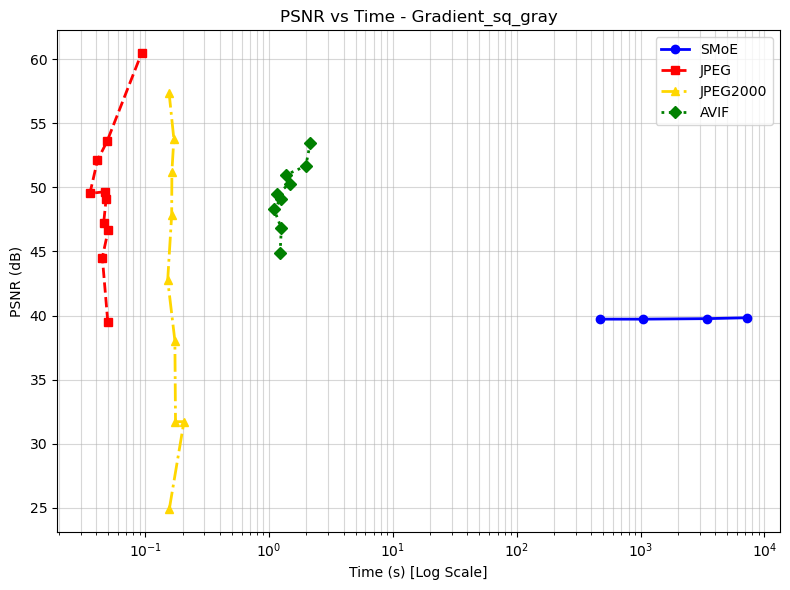 PSNR vs Time - Gradient_sq_gray
SMoE
JPEG
JPEG2000
AVIF
PSNR (dB)
60
55
50
45
40
35
30
25
10⁻¹
10⁰
10¹
10²
10³
10⁴
Time (s) [Log Scale]